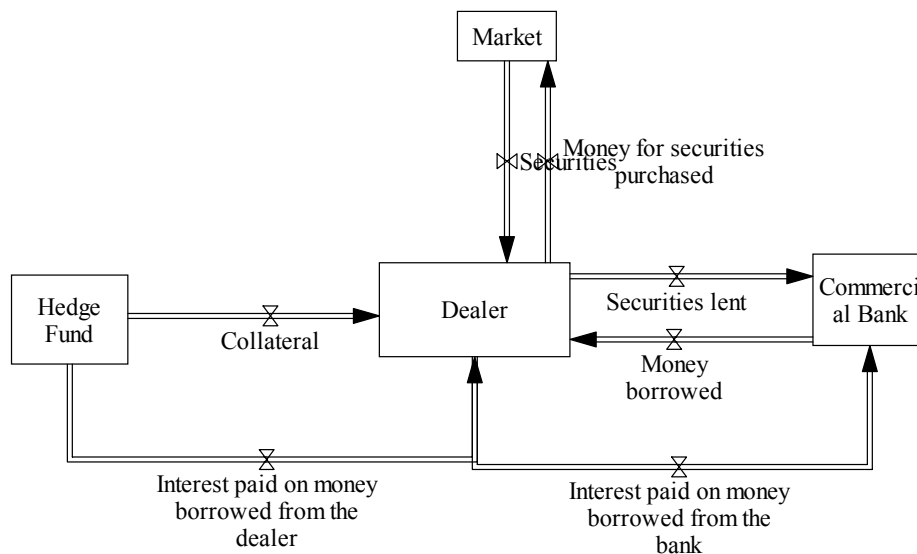 Market
Securities
Money for securities
purchased
Hedge
Fund
Collateral
Dealer
Securities lent
Commerci
al Bank
Money
borrowed
Interest paid on money
borrowed from the
dealer
Interest paid on money
borrowed from the
bank